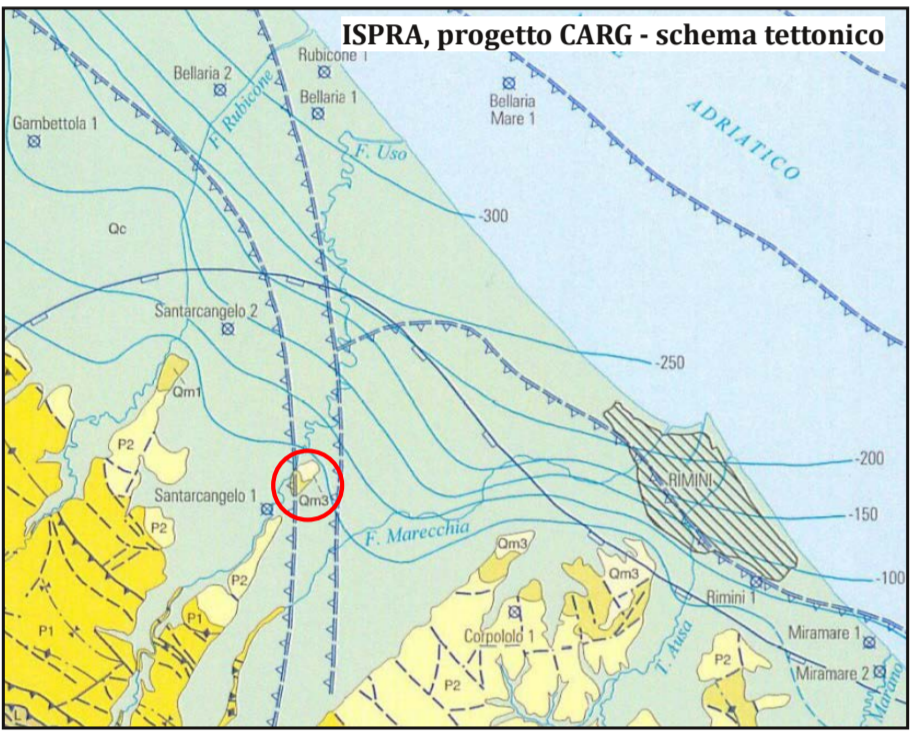 ISPRA, progetto CARG - schema tettonico
Rubicone 1
Bellaria 2
Bellaria 1
Bellaria
Mare 1
ADRIATICO
Gambettola 1
F. Rubicone
F. Uso
-300
Qc
Santarcangelo 2
-250
Qm1
P2
-200
RIMINI
Santarcangelo 1
Qm3
-150
P2
F. Marecchia
Qm3
Qm3
-100
P2
Rimini 1
P1
P1
Corpololo 1
T. Ausa
Miramare 1
P2
P2
Miramare 2
Marano
L